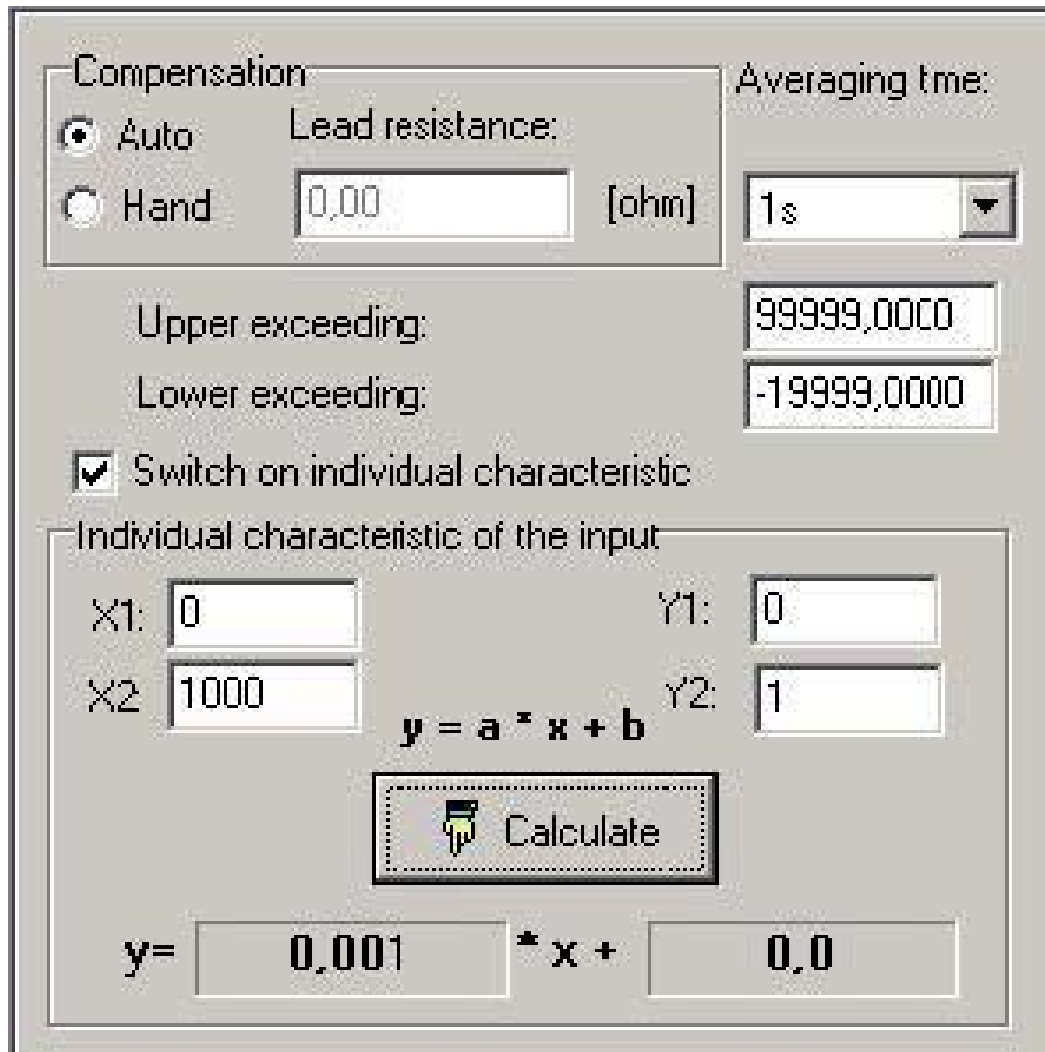 Compensation
Averaging tme:
Auto
Lead resistance:
Hand
0,00
[ohm]
1s
Upper exceeding:
99999,0000
Lower exceeding:
-19999,0000
Switch on individual characteristic
Individual characteristic of the input
X1: 0
Y1: 0
X2: 1000
Y2: 1
y = a * x + b
Calculate
y= 0,001 * x + 0,0